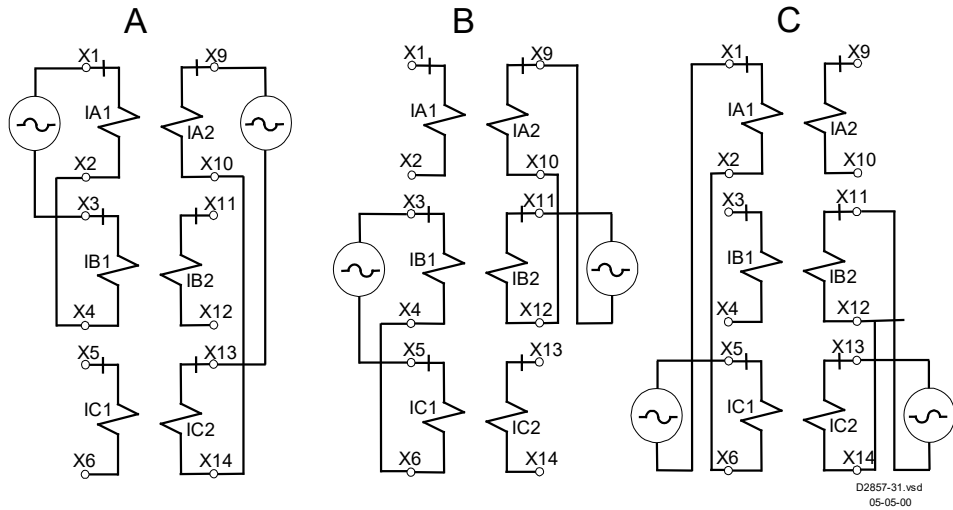 A B C
X1 X9 X1 X9 X1 X9
IA1 IA2 IA1 IA2 IA1 IA2
X2 X10 X2 X10 X2 X10
X3 X11 X3 X11 X3 X11
IB1 IB2 IB1 IB2 IB1 IB2
X4 X12 X4 X12 X4 X12
X5 X13 X5 X13 X5 X13
IC1 IC2 IC1 IC2 IC1 IC2
X6 X14 X6 X14 X6 X14
D2857-31.vsd
05-05-00